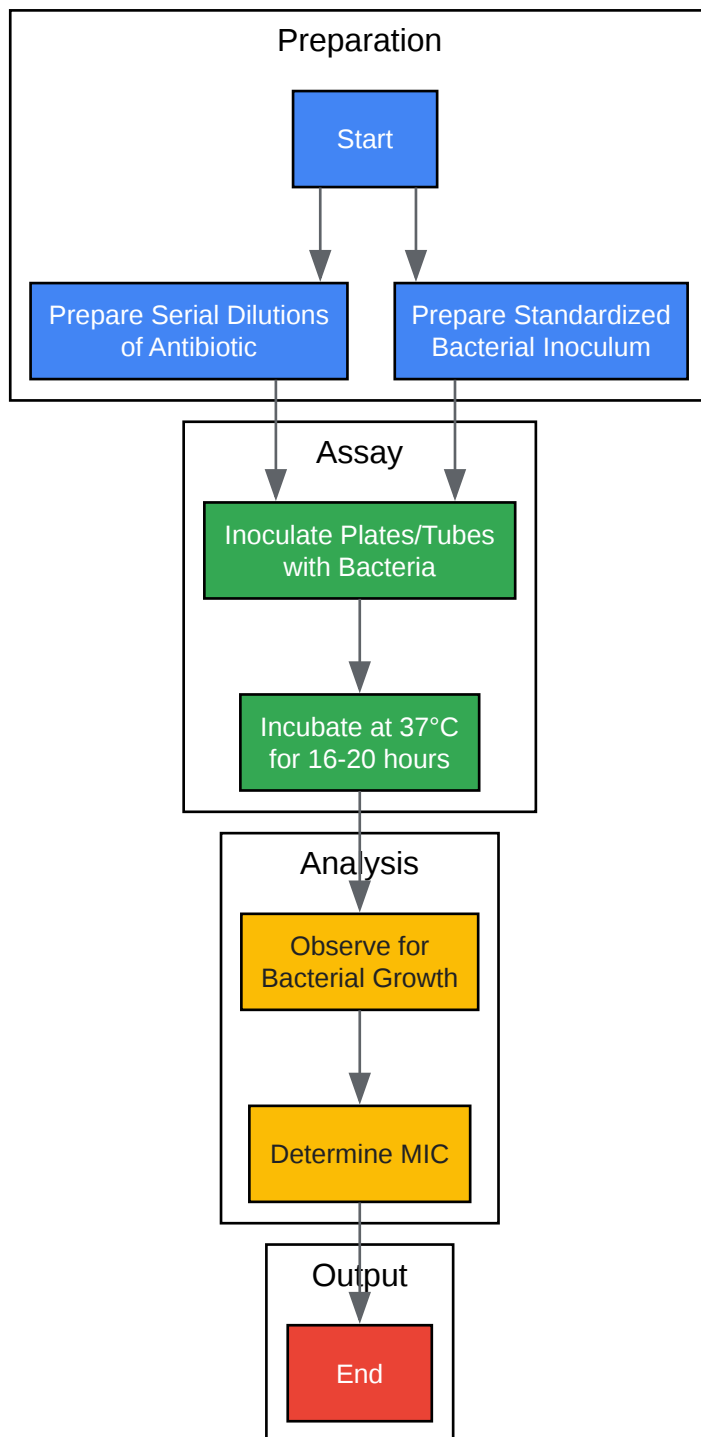 Preparation
Start
Prepare Serial Dilutions
of Antibiotic
Prepare Standardized
Bacterial Inoculum
Assay
Inoculate Plates/Tubes
with Bacteria
Incubate at 37°C
for 16-20 hours
Analysis
Observe for
Bacterial Growth
Determine MIC
Output
End